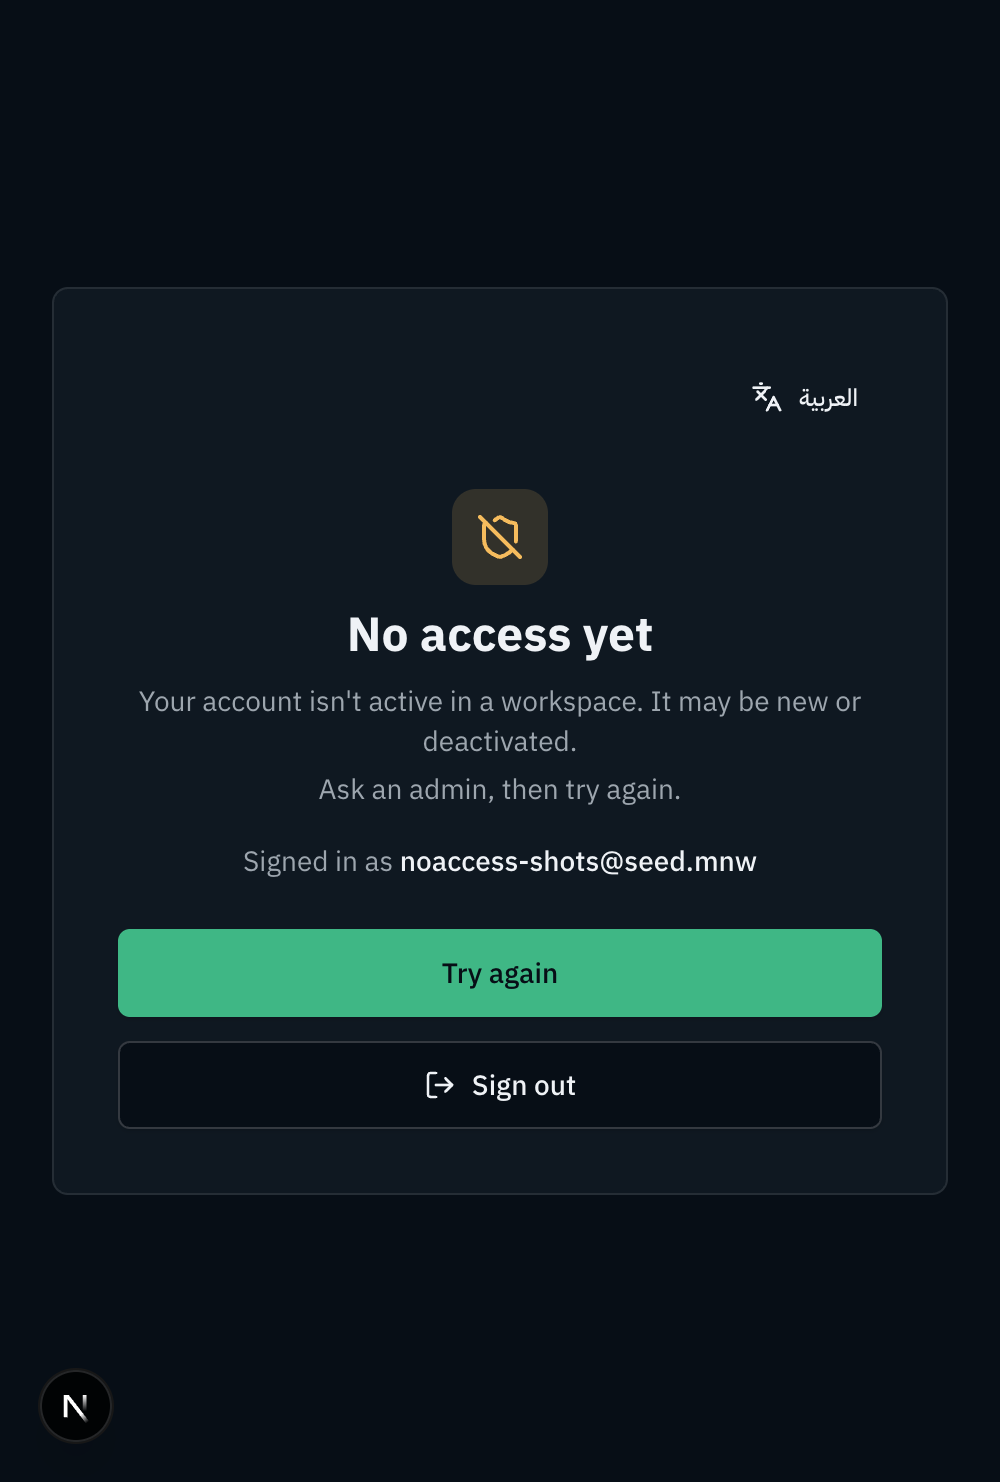 العربية
No access yet
Your account isn't active in a workspace. It may be new or
deactivated.
Ask an admin, then try again.
Signed in as noaccess-shots@seed.mnw
Try again
Sign out
N